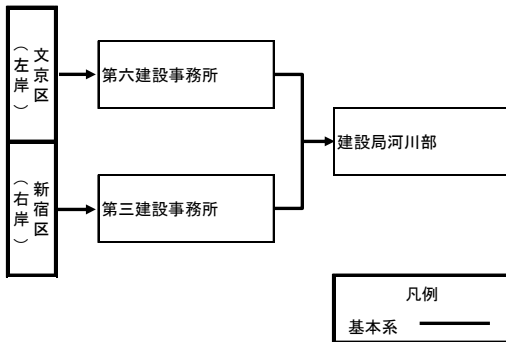 文京区
（左岸）
第六建設事務所
建設局河川部
新宿区
（右岸）
第三建設事務所
凡例
基本系